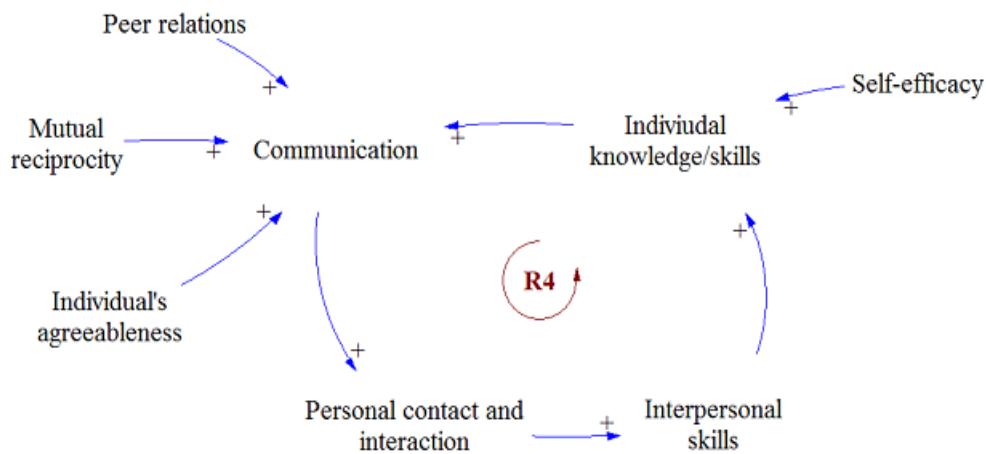 Peer relations
Self-efficacy
Mutual
reciprocity
Communication
Indiviudal
knowledge/skills
R4
Individual's
agreeableness
Personal contact and
interaction
Interpersonal
skills
+
+
+
+
+
+
+
+